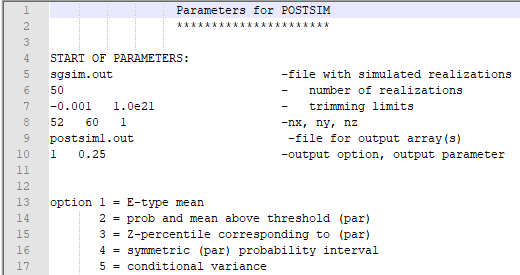 1 Parameters for POSTSIM
2 **********************
3
4 START OF PARAMETERS:
5 sgsim.out -file with simulated realizations
6 50 - number of realizations
7 -0.001 1.0e21 - trimming limits
8 52 60 1 -nx, ny, nz
9 postsim1.out -file for output array(s)
10 1 0.25 -output option, output parameter
11
12
13 option 1 = E-type mean
14 2 = prob and mean above threshold (par)
15 3 = Z-percentile corresponding to (par)
16 4 = symmetric (par) probability interval
17 5 = conditional variance